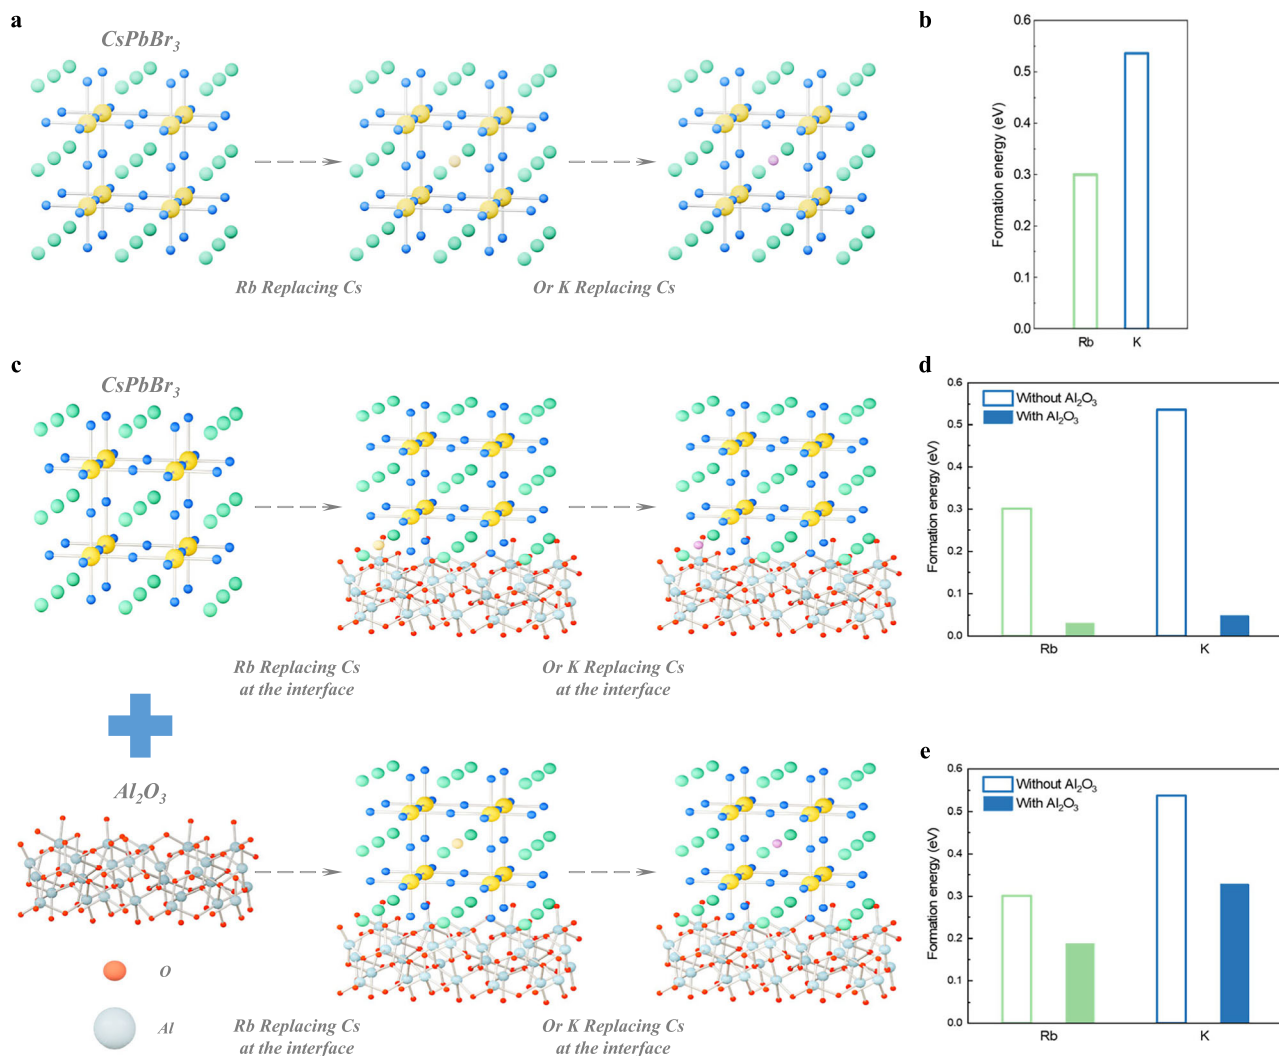 a
CsPbBr₃
Rb Replacing Cs
Or K Replacing Cs
b
Formation energy (eV)
0.6
0.5
0.3
0.2
0.1
0.0
Rb
K
c
CsPbBr₃
Rb Replacing Cs
at the interface
Or K Replacing Cs
at the interface
Al₂O₃
O
Al
Rb Replacing Cs
at the interface
Or K Replacing Cs
at the interface
d
Formation energy (eV)
0.6
0.5
0.4
0.3
0.2
0.1
0.0
Without Al₂O₃
With Al₂O₃
Rb
K
e
Formation energy (eV)
0.6
0.5
0.4
0.3
0.2
0.1
0.0
Without Al₂O₃
With Al₂O₃
Rb
K